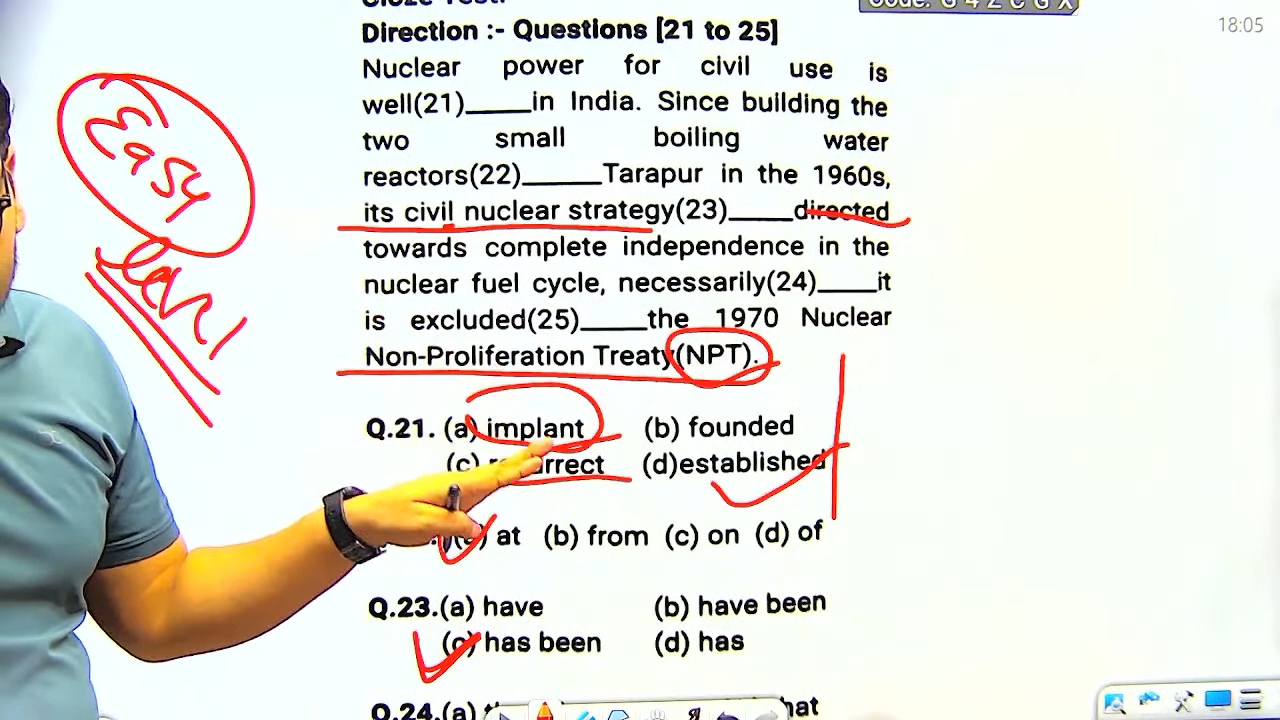 Cloze Test:
Code: G 4 Z C G X
18:05
Direction :- Questions [21 to 25]
Nuclear power for civil use is
well(21)_____in India. Since building the
two small boiling water
reactors(22)______Tarapur in the 1960s,
its civil nuclear strategy(23)_____directed
towards complete independence in the
nuclear fuel cycle, necessarily(24)_____it
is excluded(25)_____the 1970 Nuclear
Non-Proliferation Treaty(NPT).
Easy
Q.21. (a) implant (b) founded
(c) (d)established
at (b) from (c) on (d) of
Q.23.(a) have (b) have been
(c) has been (d) has
Q.24.(a)